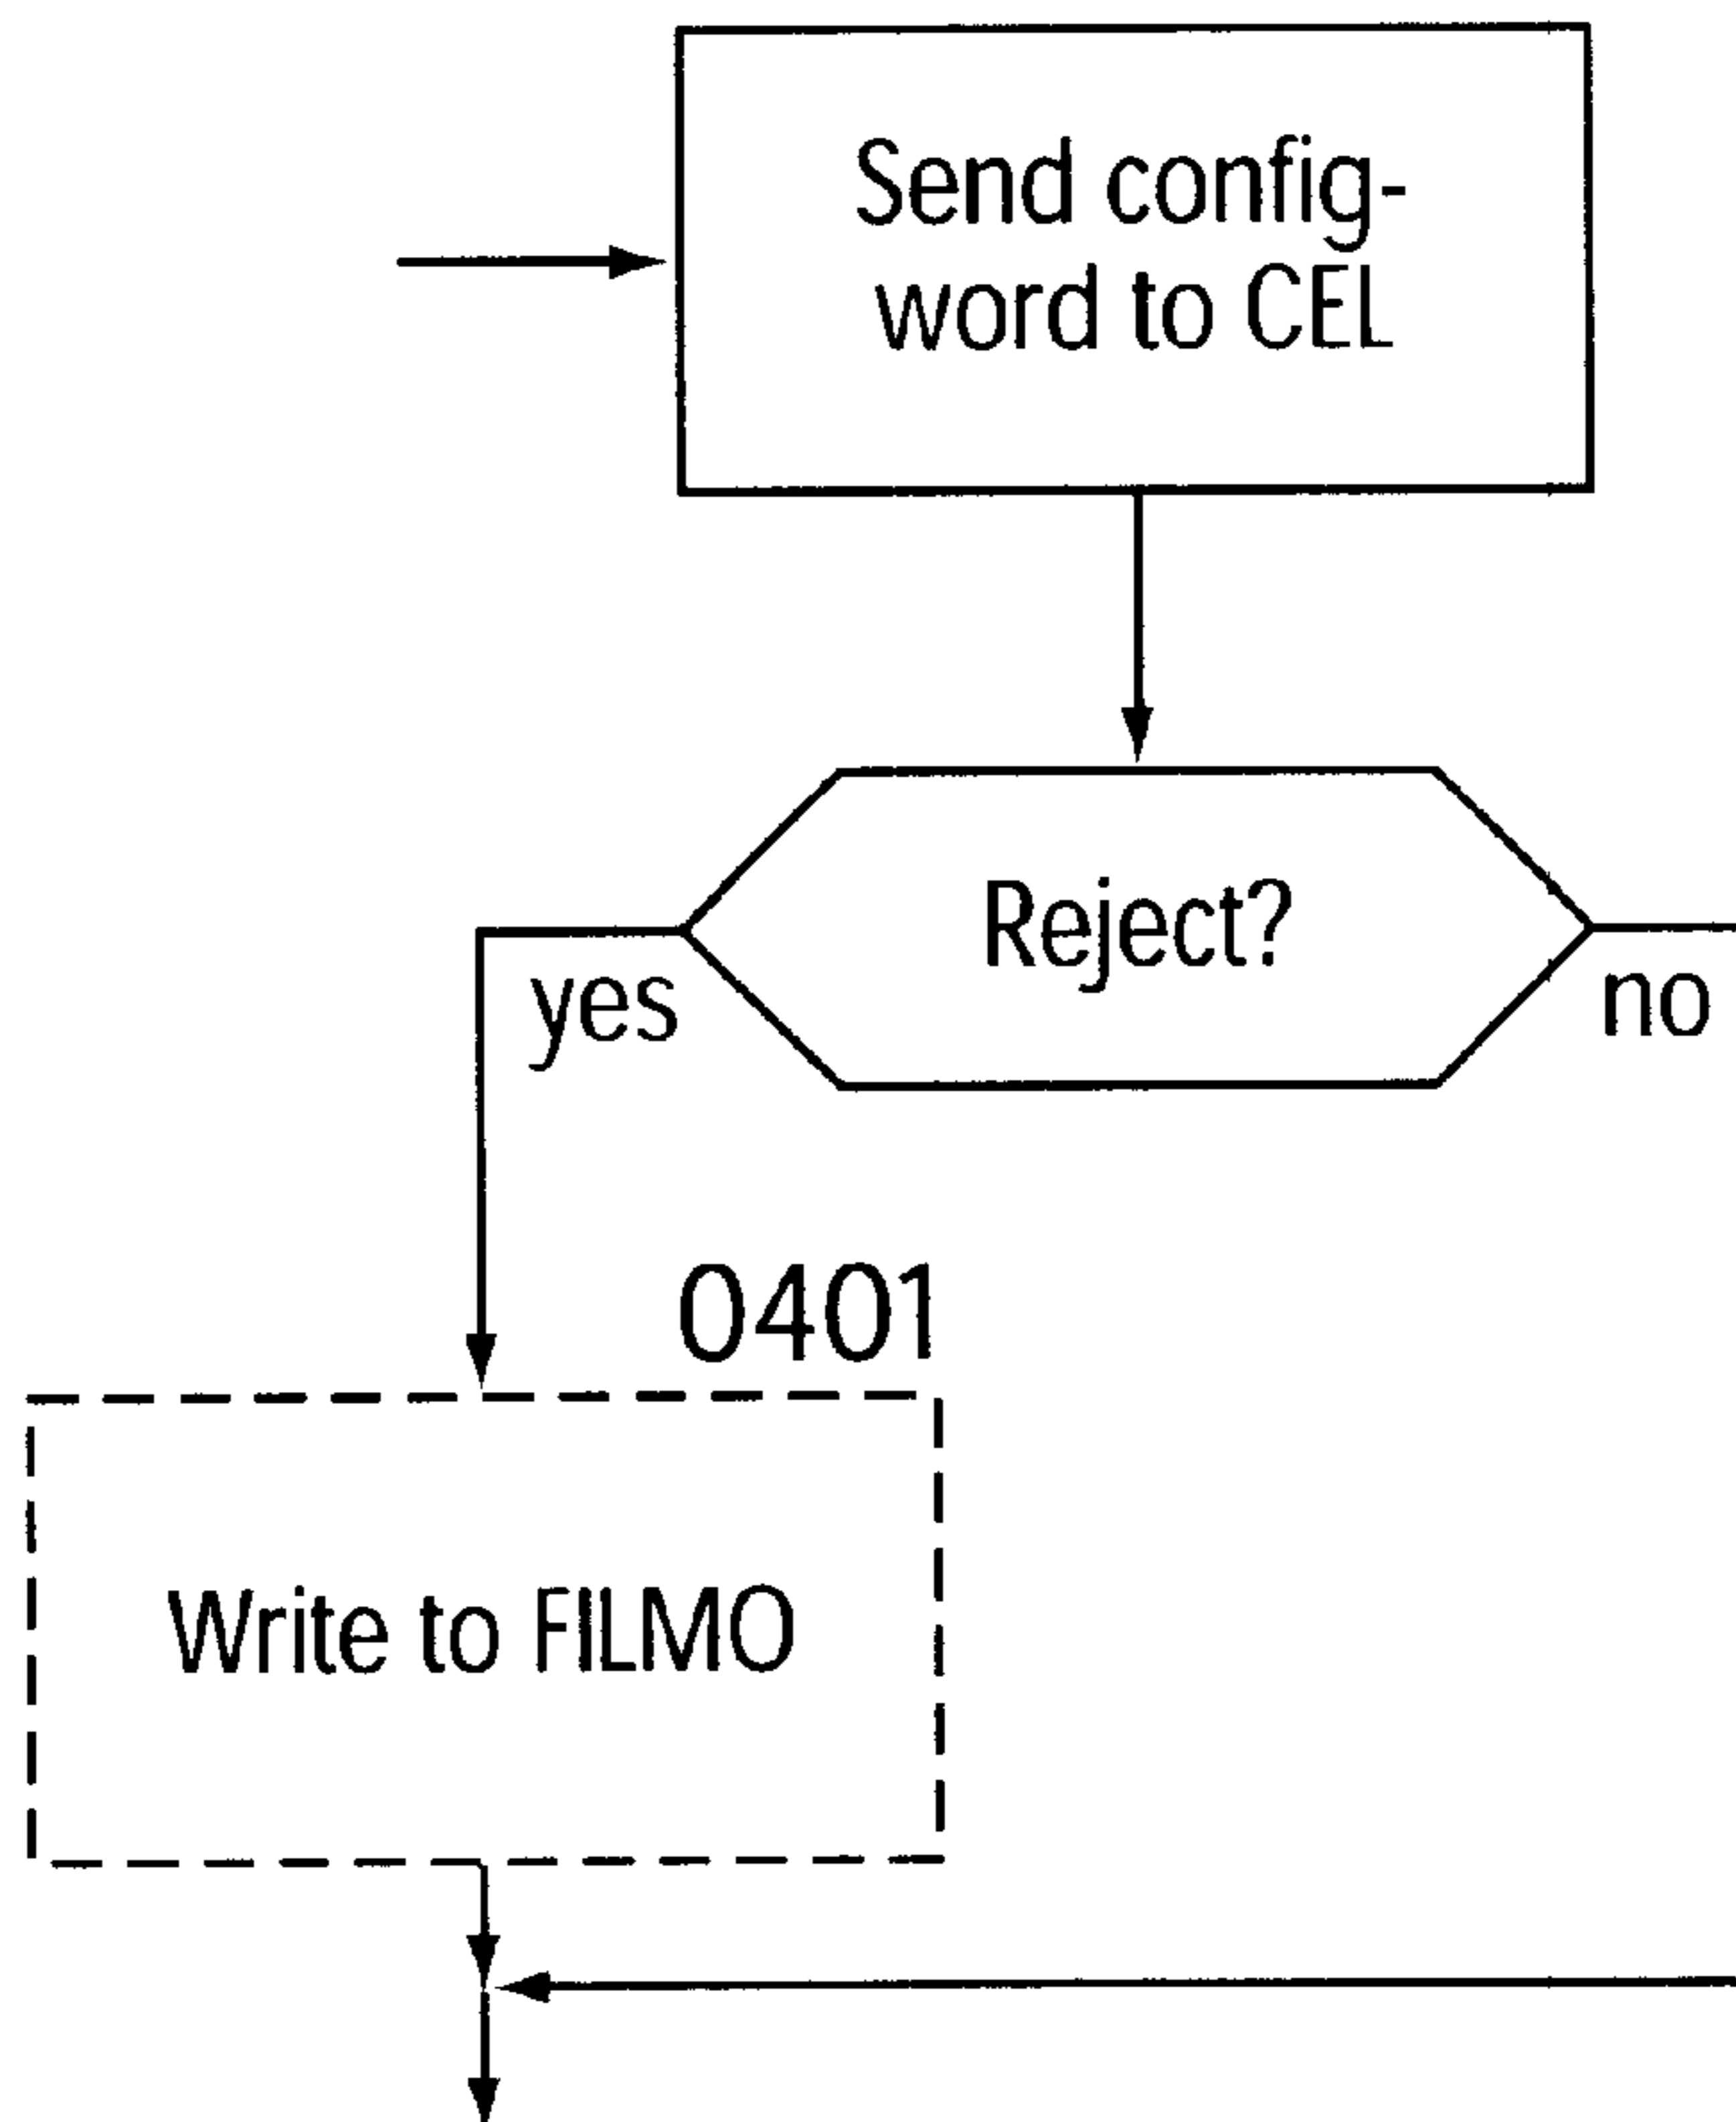 Send config-
word to CEL
Reject?
yes
no
0401
Write to FILMO